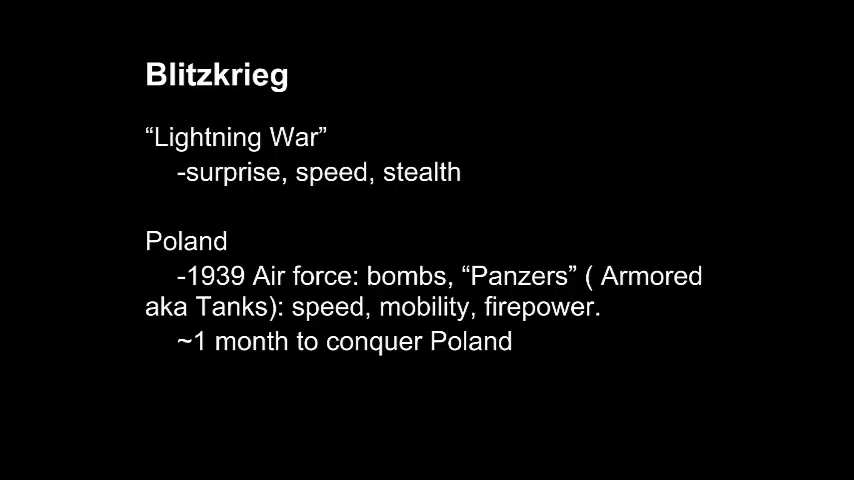 Blitzkrieg
“Lightning War”
-surprise, speed, stealth
Poland
-1939 Air force: bombs, “Panzers” ( Armored
aka Tanks): speed, mobility, firepower.
~1 month to conquer Poland